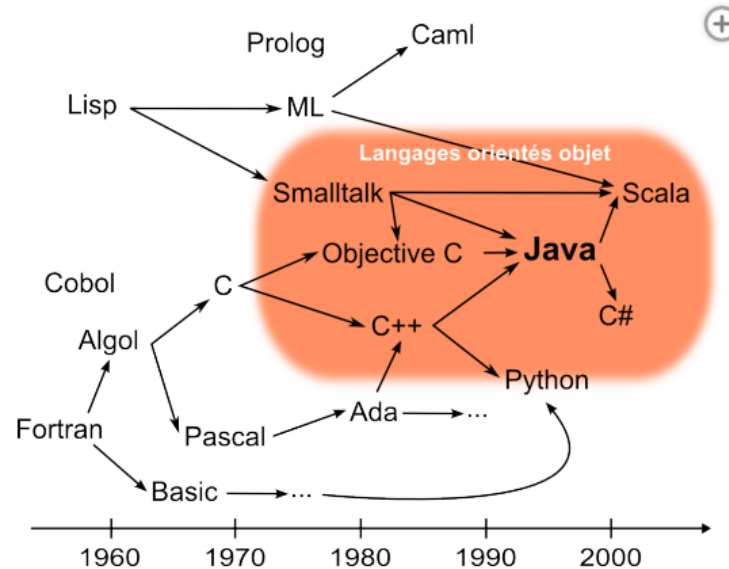 Caml
Prolog
Lisp
ML
Langages orientés objet
Smalltalk
Scala
Objective C
Java
Cobol
C
C#
Algol
C++
Python
Fortran
Pascal
Ada
...
Basic
...
1960 1970 1980 1990 2000